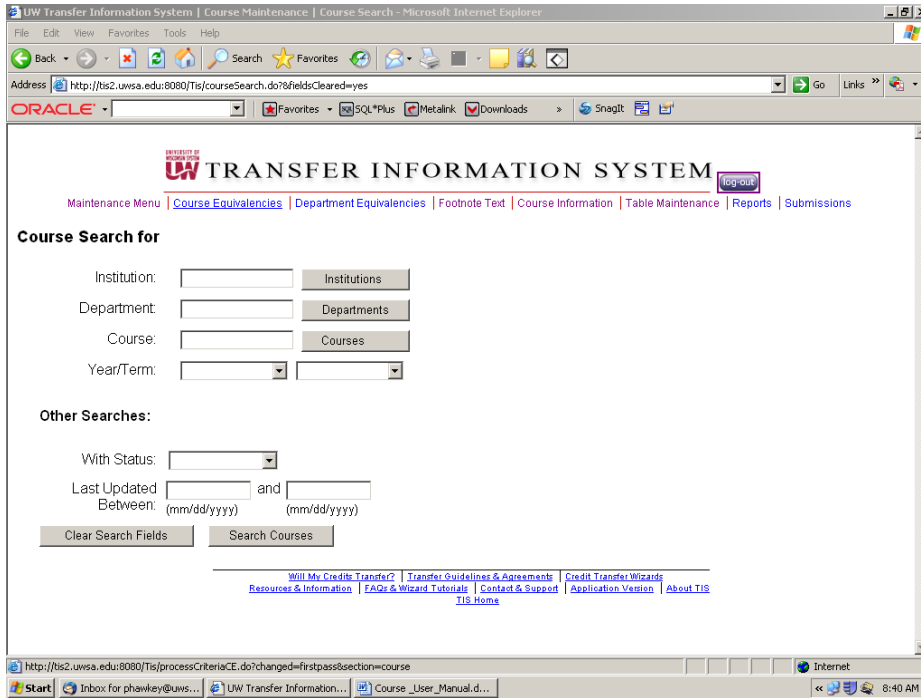 UW Transfer Information System | Course Maintenance | Course Search - Microsoft Internet Explorer
File Edit View Favorites Tools Help
Back Search Favorites
Address http://tis2.uwsa.edu:8080/Tis/courseSearch.do?&fieldsCleared=yes Go Links »
ORACLE Favorites SQL*Plus Metalink Downloads » SnagIt
UNIVERSITY OF WISCONSIN SYSTEM
UW TRANSFER INFORMATION SYSTEM log-out
Maintenance Menu | Course Equivalencies | Department Equivalencies | Footnote Text | Course Information | Table Maintenance | Reports | Submissions
Course Search for
Institution: Institutions
Department: Departments
Course: Courses
Year/Term:
Other Searches:
With Status:
Last Updated and
Between: (mm/dd/yyyy) (mm/dd/yyyy)
Clear Search Fields Search Courses
Will My Credits Transfer? | Transfer Guidelines & Agreements | Credit Transfer Wizards
Resources & Information | FAQs & Wizard Tutorials | Contact & Support | Application Version | About TIS
TIS Home
http://tis2.uwsa.edu:8080/Tis/processCriteriaCE.do?changed=firstpass&section=course Internet
Start Inbox for phawkey@uws... UW Transfer Information... Course _User_Manual.d... « 8:40 AM